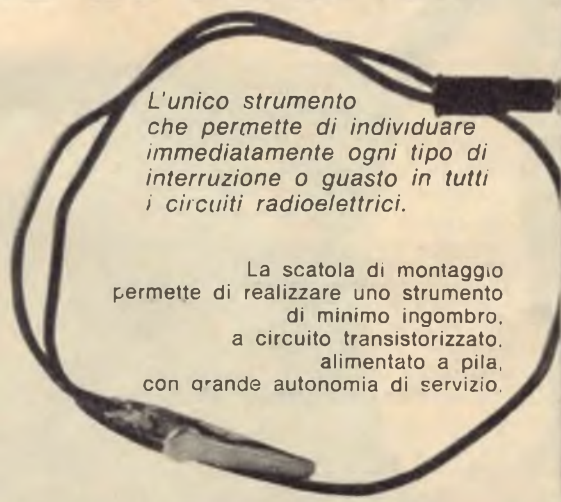 L'unico strumento
che permette di individuare
immediatamente ogni tipo di
interruzione o guasto in tutti
i circuiti radioelettrici.
La scatola di montaggio
permette di realizzare uno strumento
di minimo ingombro,
a circuito transistorizzato,
alimentato a pila,
con grande autonomia di servizio.